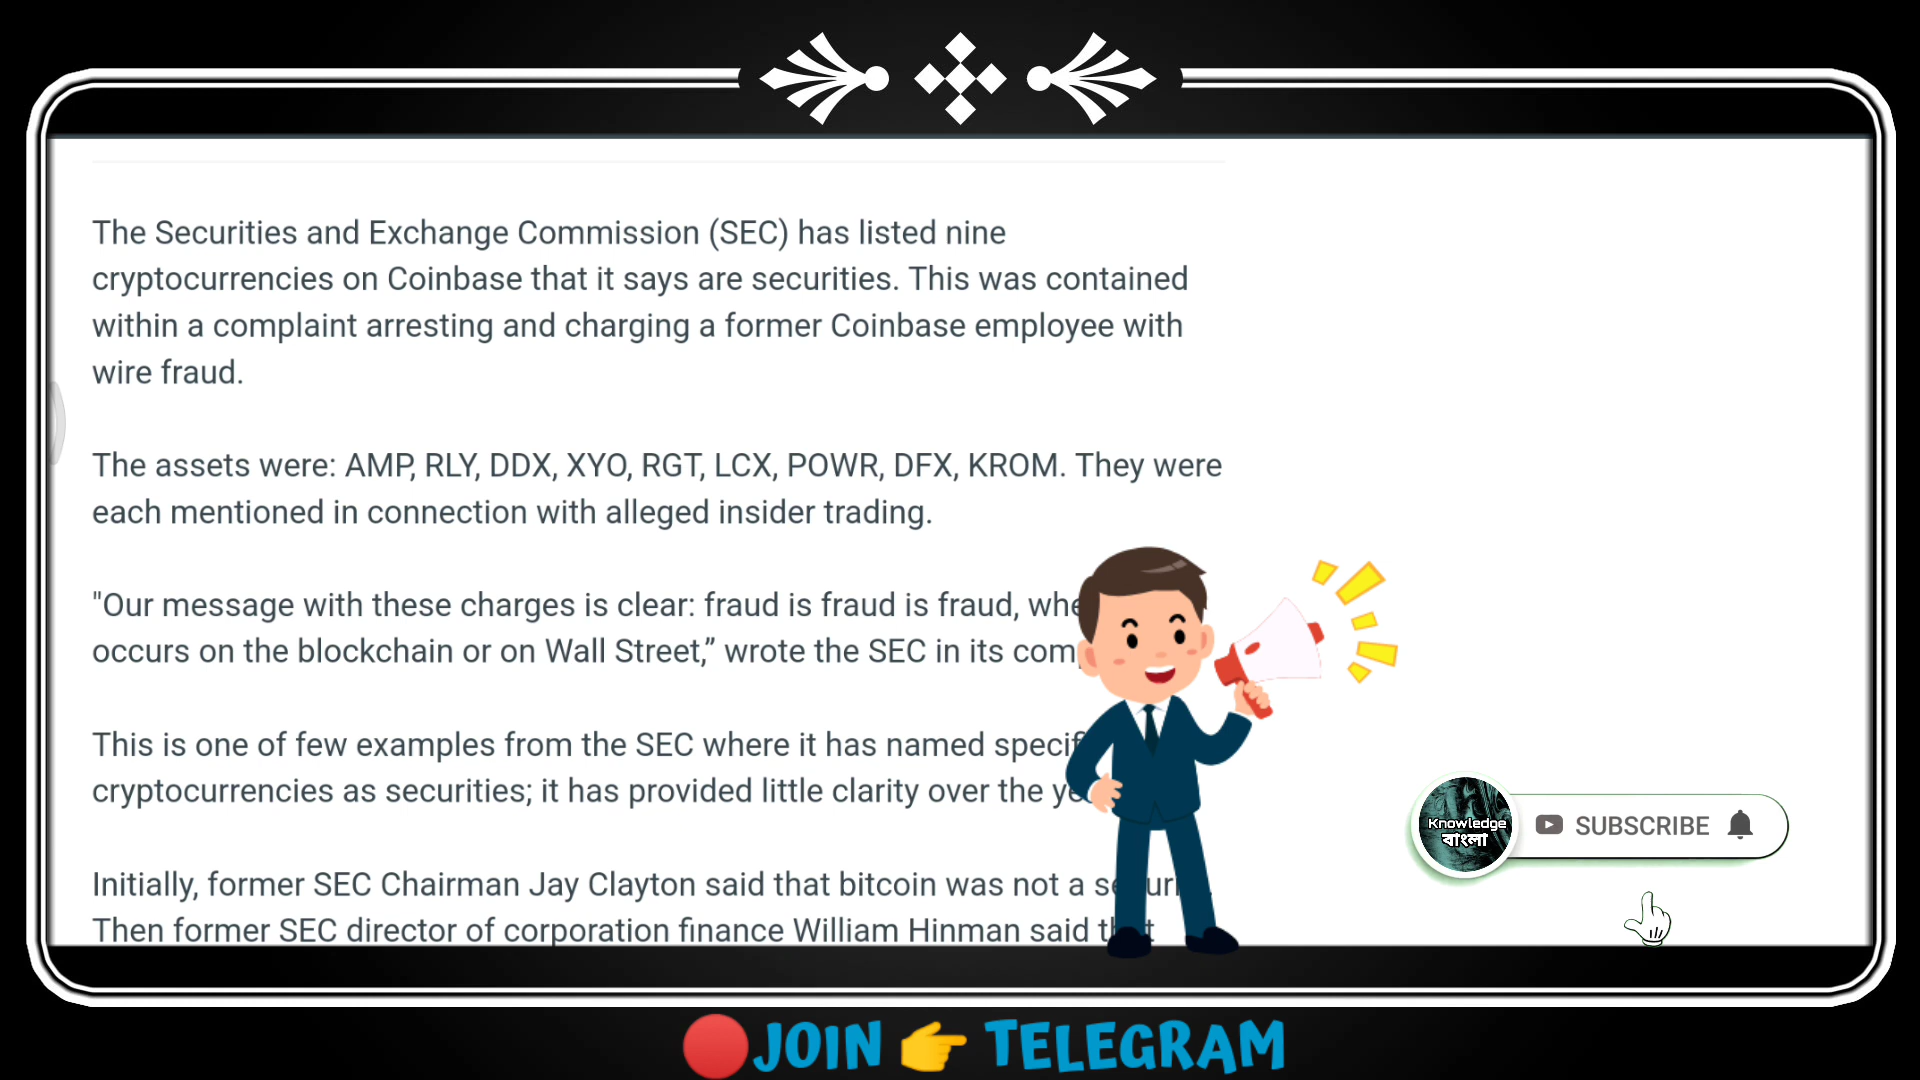 The Securities and Exchange Commission (SEC) has listed nine
cryptocurrencies on Coinbase that it says are securities. This was contained
within a complaint arresting and charging a former Coinbase employee with
wire fraud.
The assets were: AMP, RLY, DDX, XYO, RGT, LCX, POWR, DFX, KROM. They were
each mentioned in connection with alleged insider trading.
"Our message with these charges is clear: fraud is fraud is fraud,
occurs on the blockchain or on Wall Street,” wrote the SEC in its
This is one of few examples from the SEC where it has named
cryptocurrencies as securities; it has provided little clarity over the
Initially, former SEC Chairman Jay Clayton said that bitcoin was not a
Then former SEC director of corporation finance William Hinman said
Knowledge
বাংলা
SUBSCRIBE
JOIN 👉 TELEGRAM